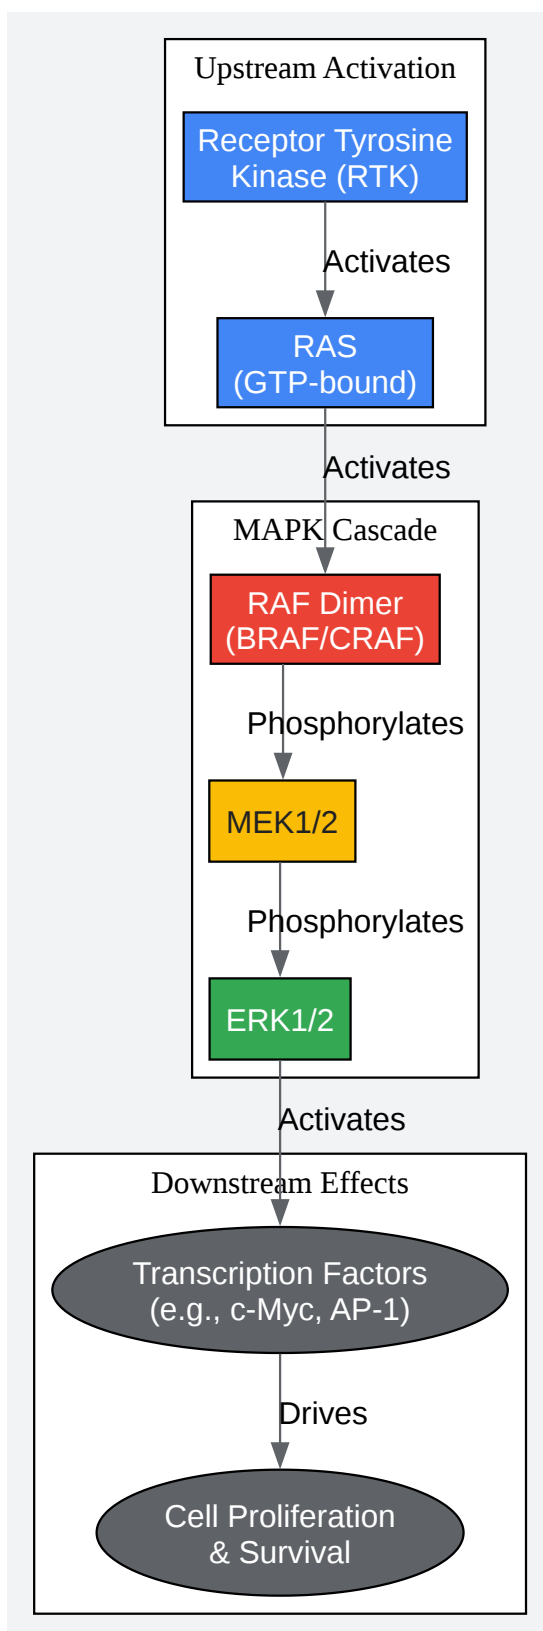 Upstream Activation
Receptor Tyrosine
Kinase (RTK)
Activates
RAS
(GTP-bound)
Activates
MAPK Cascade
RAF Dimer
(BRAF/CRAF)
Phosphorylates
MEK1/2
Phosphorylates
ERK1/2
Activates
Downstream Effects
Transcription Factors
(e.g., c-Myc, AP-1)
Drives
Cell Proliferation
& Survival